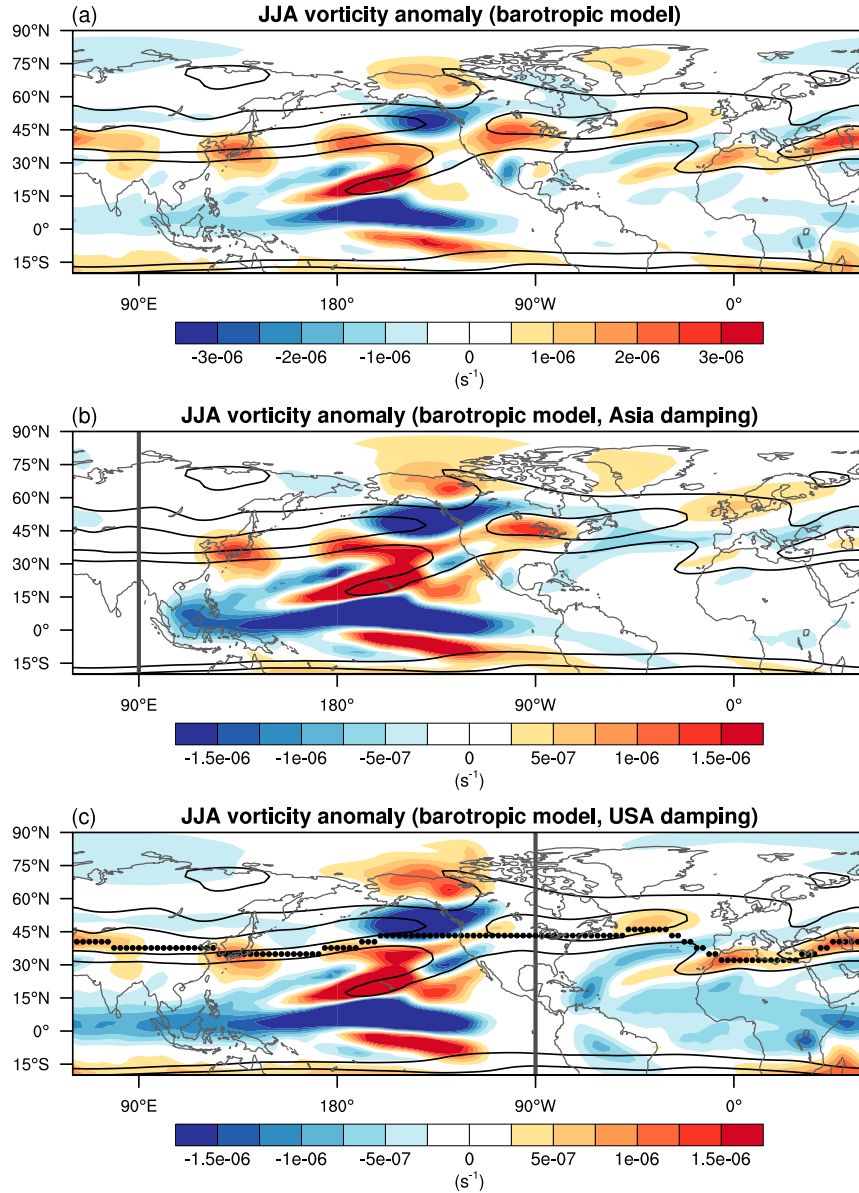 (a) JJA vorticity anomaly (barotropic model)
90°N
75°N
60°N
45°N
30°N
15°N
0°
15°S
90°E 180° 90°W 0°
-3e-06 -2e-06 -1e-06 0 1e-06 2e-06 3e-06
(s⁻¹)
(b) JJA vorticity anomaly (barotropic model, Asia damping)
90°N
75°N
60°N
45°N
30°N
15°N
0°
15°S
90°E 180° 90°W 0°
-1.5e-06 -1e-06 -5e-07 0 5e-07 1e-06 1.5e-06
(s⁻¹)
(c) JJA vorticity anomaly (barotropic model, USA damping)
90°N
75°N
60°N
45°N
30°N
15°N
0°
15°S
90°E 180° 90°W 0°
-1.5e-06 -1e-06 -5e-07 0 5e-07 1e-06 1.5e-06
(s⁻¹)